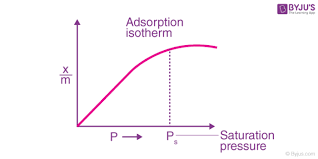 BYJU'S
The Learning App
Adsorption
isotherm
x
m
P
Ps
Saturation
pressure
© Byjus.com